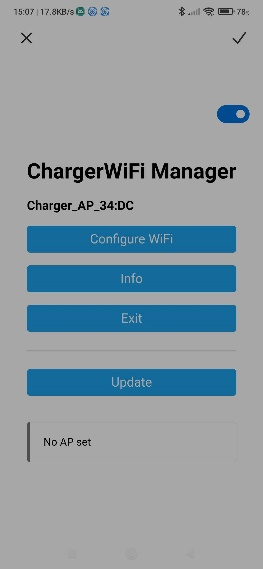 15:07 | 17.8KB/s
78
ChargerWiFi Manager
Charger_AP_34:DC
Configure WiFi
Info
Exit
Update
No AP set